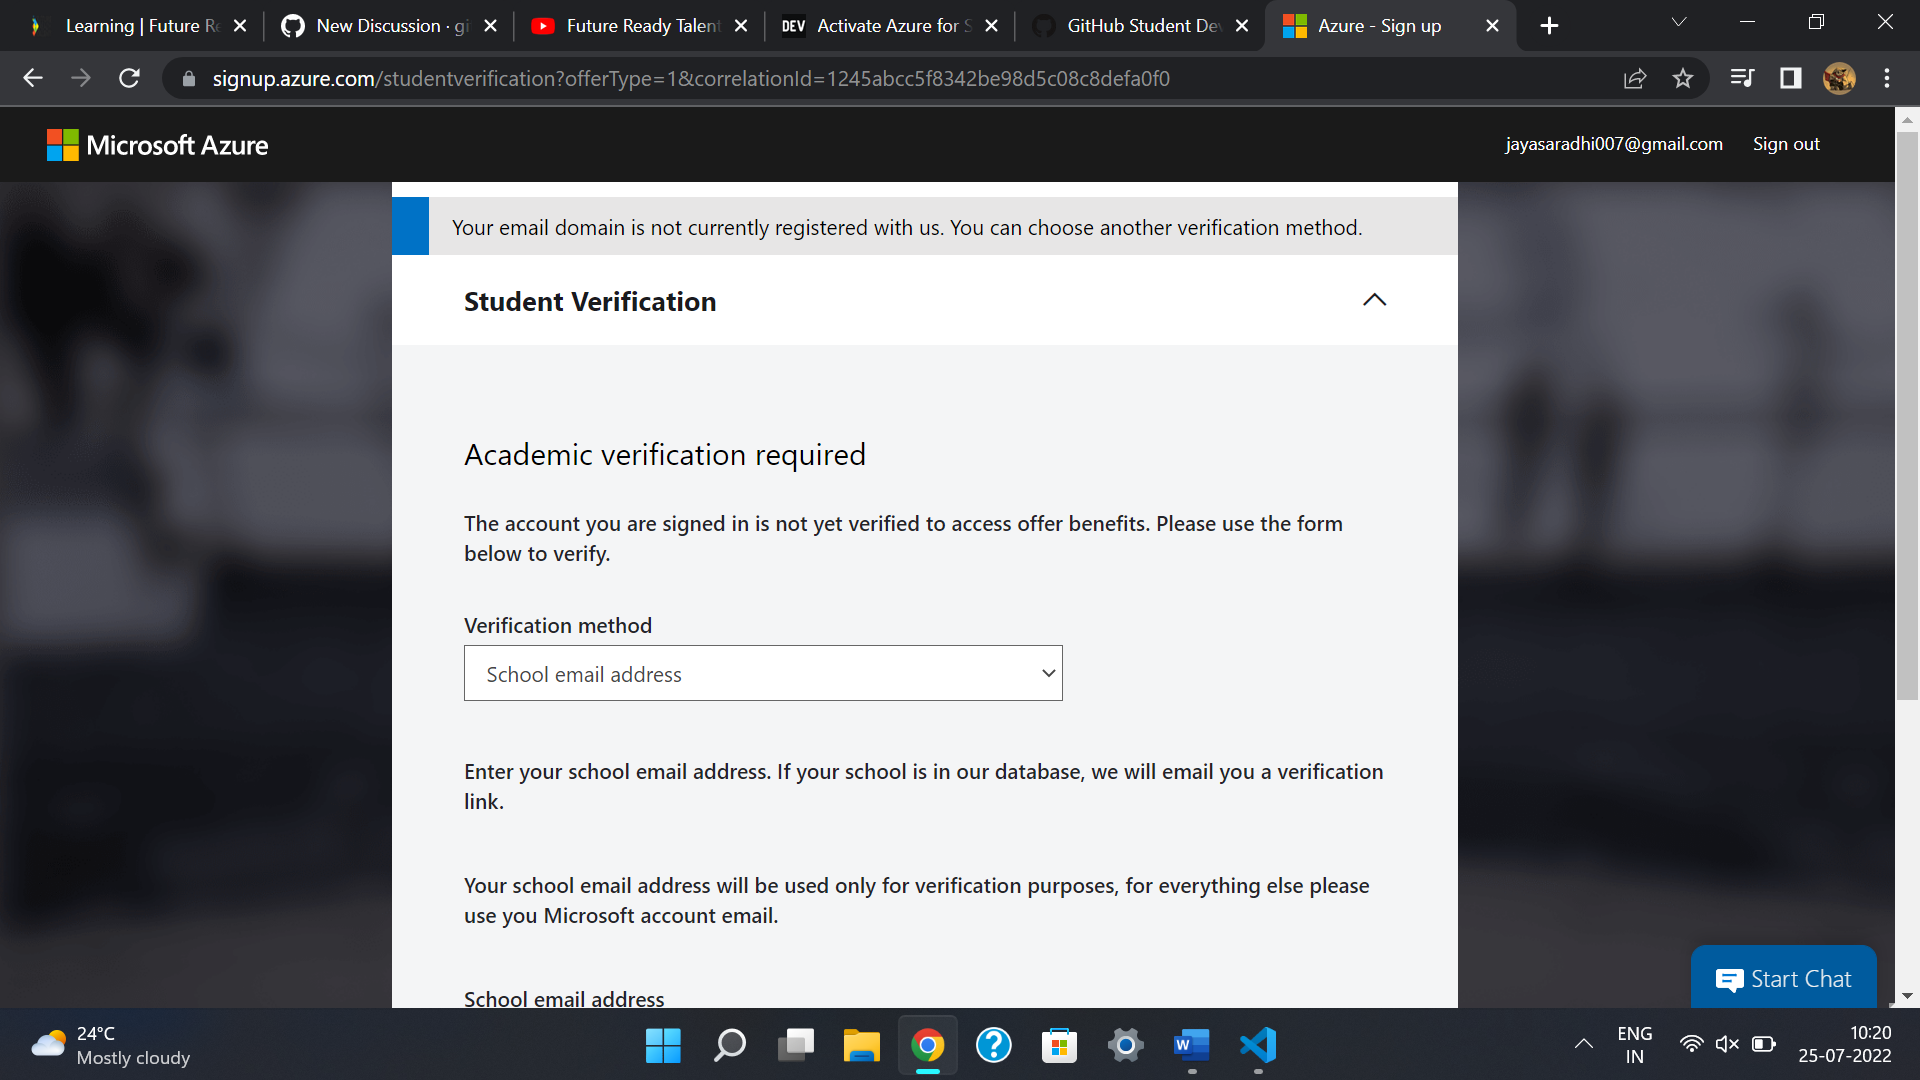 Learning | Future Re
New Discussion · gi
Future Ready Talent
DEV
Activate Azure for S
GitHub Student Dev
Azure - Sign up
signup.azure.com/studentverification?offerType=1&correlationId=1245abcc5f8342be98d5c08c8defa0f0
Microsoft Azure
jayasaradhi007@gmail.com
Sign out
Your email domain is not currently registered with us. You can choose another verification method.
Student Verification
Academic verification required
The account you are signed in is not yet verified to access offer benefits. Please use the form
below to verify.
Verification method
School email address
Enter your school email address. If your school is in our database, we will email you a verification
link.
Your school email address will be used only for verification purposes, for everything else please
use you Microsoft account email.
School email address
Start Chat
24°C
Mostly cloudy
W
ENG
IN
10:20
25-07-2022